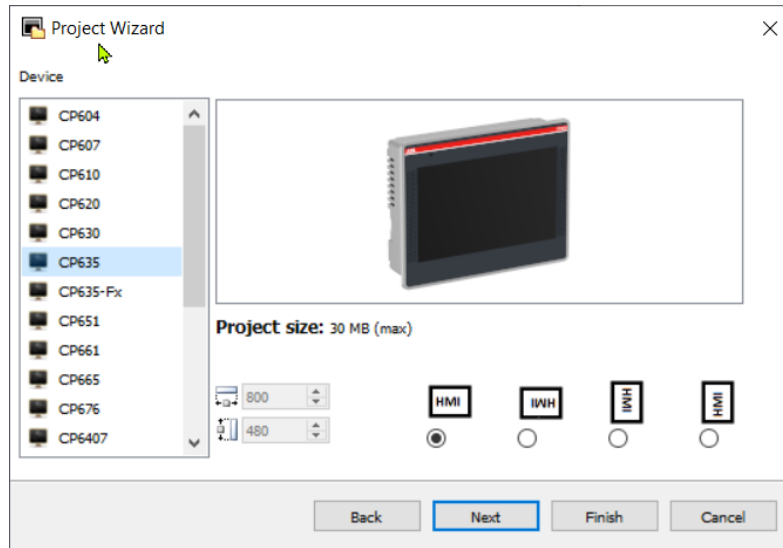 Project Wizard
Device
CP604
CP607
CP610
CP620
CP630
CP635
CP635-Fx
CP651
CP661
CP665
CP676
CP6407
Project size: 30 MB (max)
800
480
HMI
HMI
HMI
HMI
Back
Next
Finish
Cancel